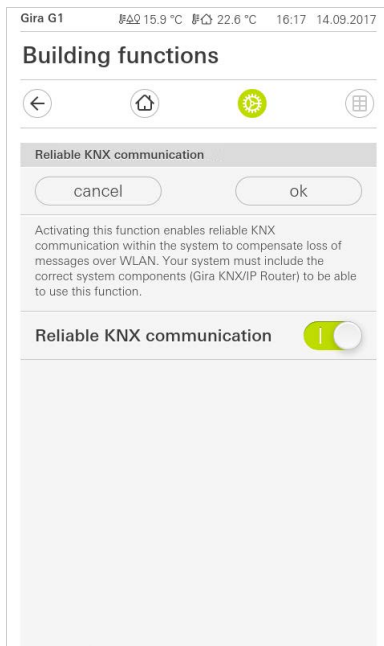 Gira G1 15.9 °C 22.6 °C 16:17 14.09.2017
Building functions
Reliable KNX communication
cancel ok
Activating this function enables reliable KNX
communication within the system to compensate loss of
messages over WLAN. Your system must include the
correct system components (Gira KNX/IP Router) to be able
to use this function.
Reliable KNX communication